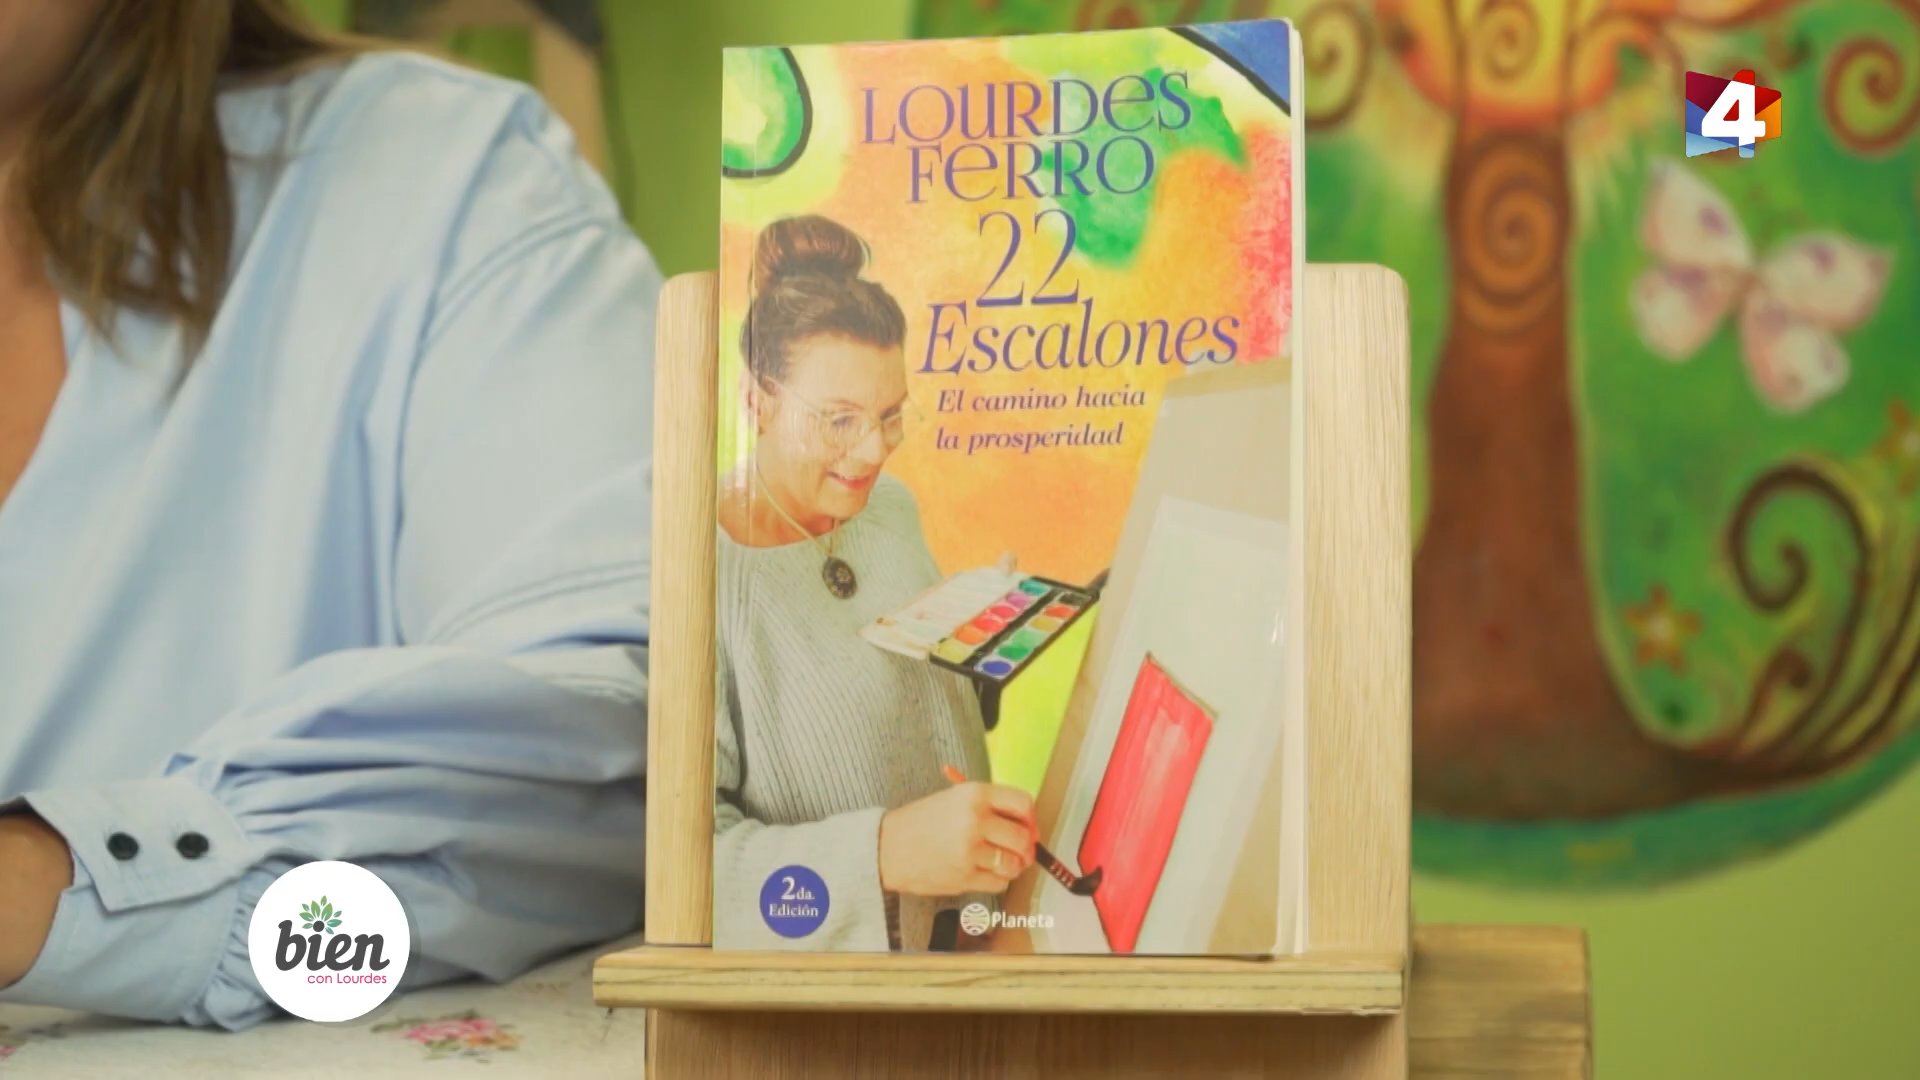 LOURDES
FERRO
22
Escalones
El camino hacia
la prosperidad
2da.
Edición
Planeta
4
bien
con Lourdes